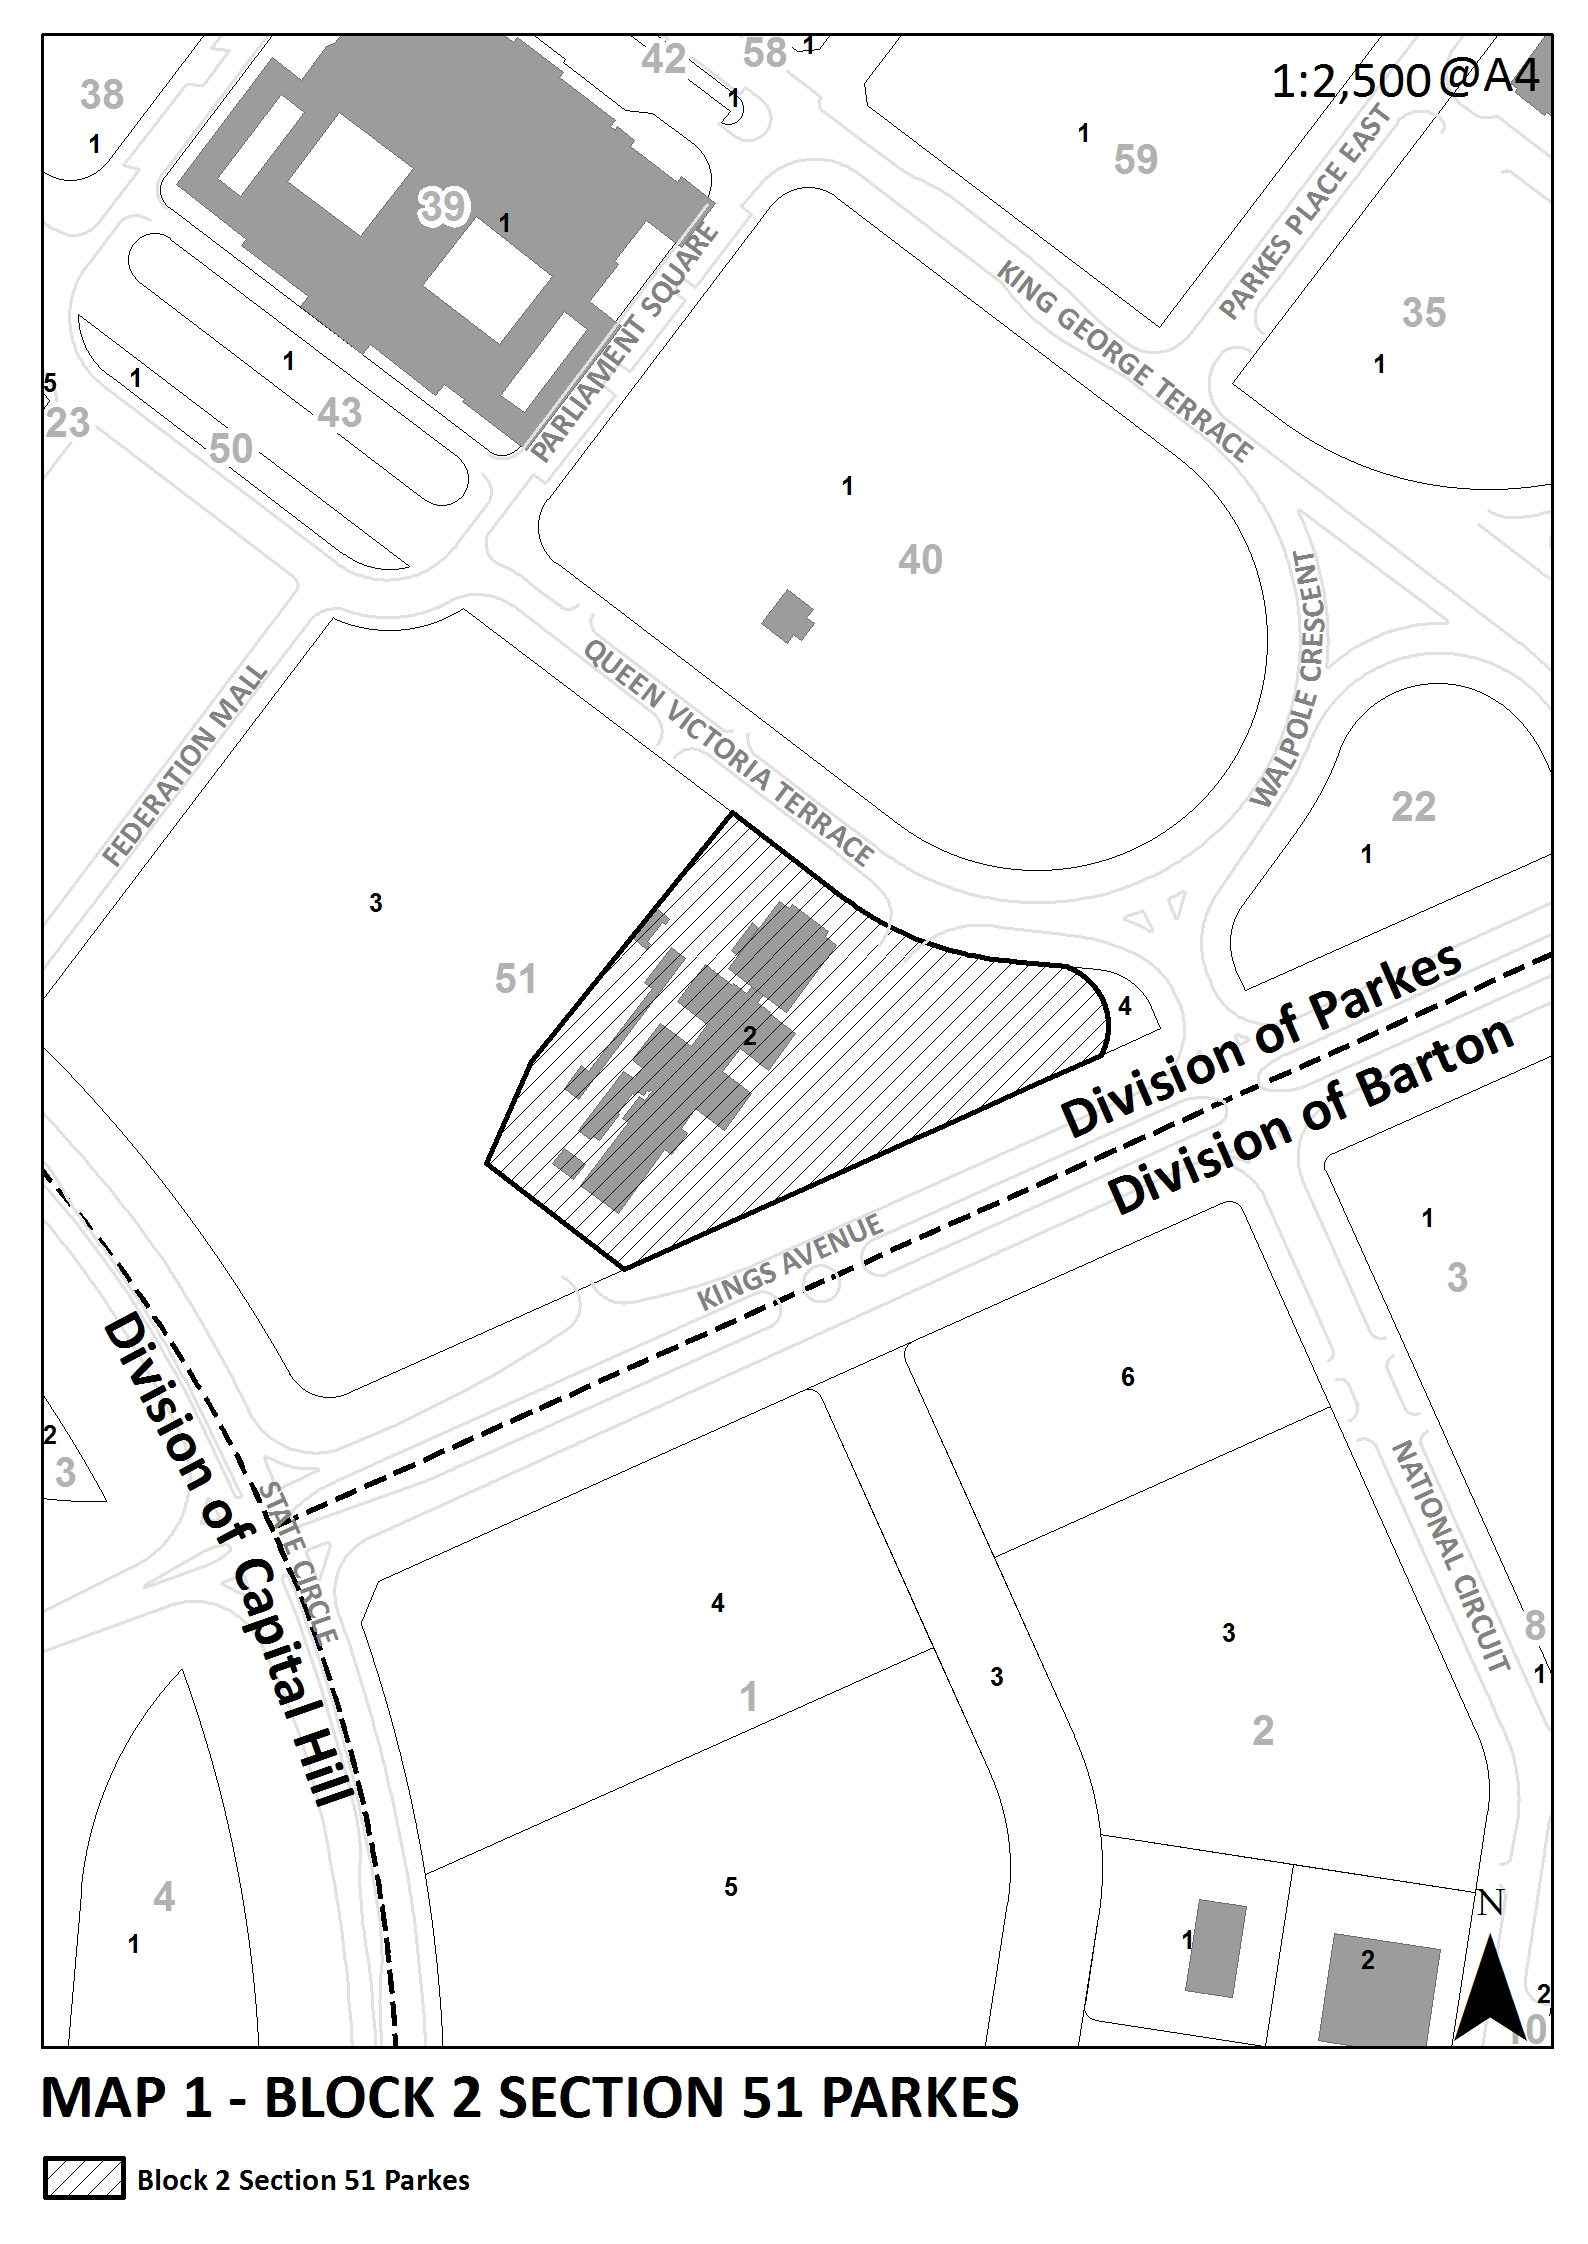 1:2,500 @A4
42
58
1
38
1
1
1
59
PARKES PLACE EAST
39
1
PARLIAMENT SQUARE
KING GEORGE TERRACE
35
1
1
43
1
50
5
23
1
40
WALPOLE CRESCENT
QUEEN VICTORIA TERRACE
FEDERATION MALL
22
1
3
51
2
4
Division of Parkes
Division of Barton
KINGS AVENUE
1
3
Division of Capital Hill
STATE CIRCLE
2
3
6
NATIONAL CIRCUIT
4
1
3
3
2
8
1
5
4
1
1
2
N
2
MAP 1 - BLOCK 2 SECTION 51 PARKES
Block 2 Section 51 Parkes